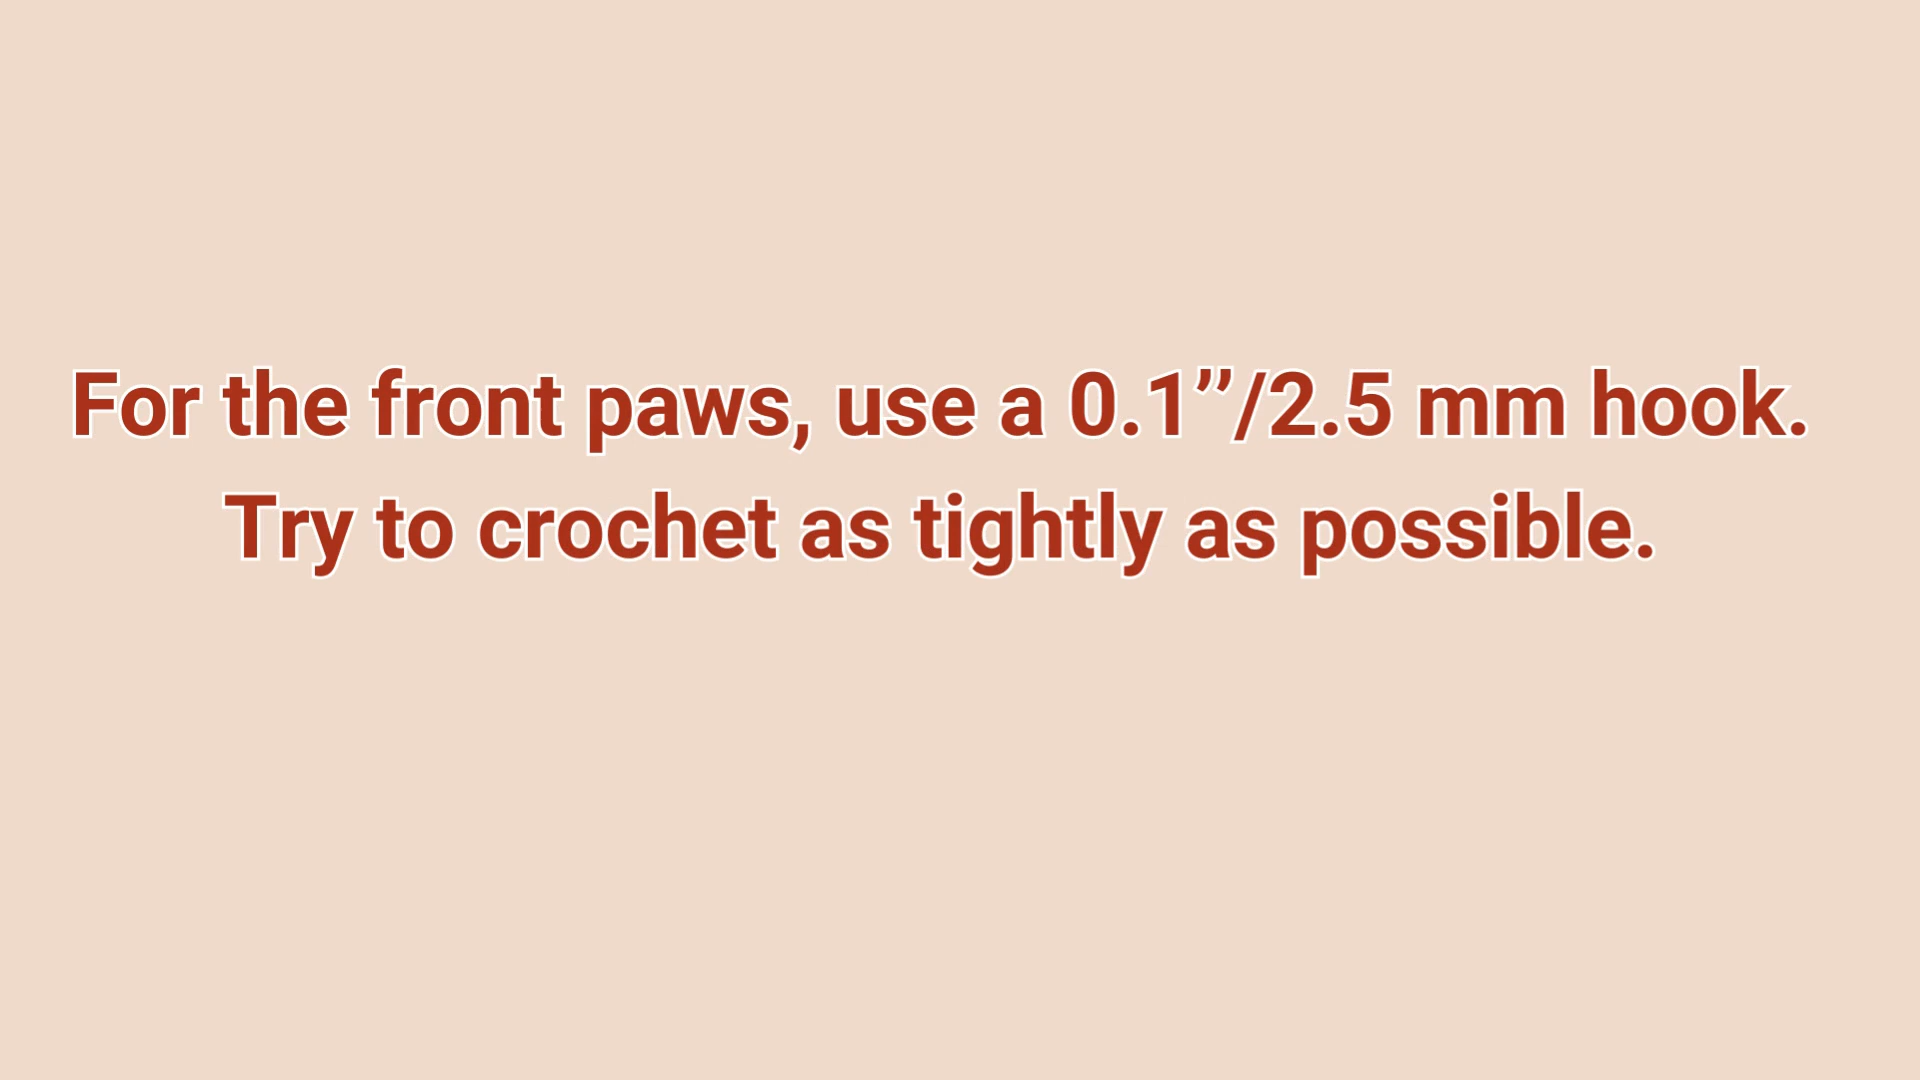 For the front paws, use a 0.1’’/2.5 mm hook.
Try to crochet as tightly as possible.